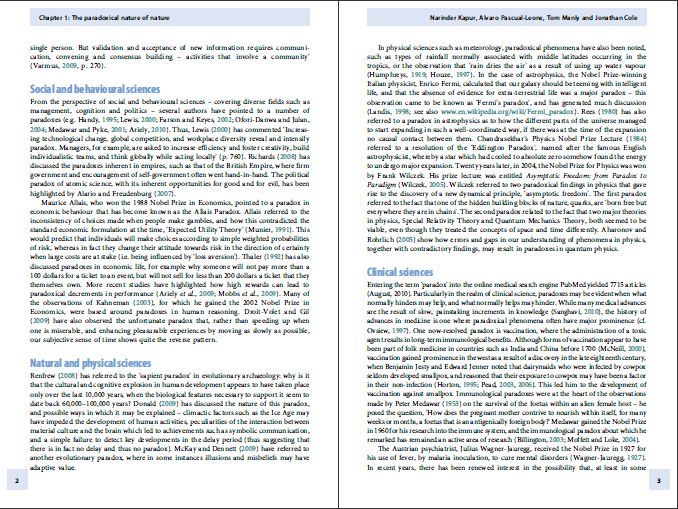 Chapter 1: The paradoxical nature of nature
single person. But validation and acceptance of new information requires communi-
cation, convening and consensus building – activities that involve a community'
(Varmus, 2009, p. 270).
Social and behavioural sciences
From the perspective of social and behavioural sciences – covering diverse fields such as
management, cognition and politics – several authors have pointed to a number of
paradoxes (e.g. Handy, 1995; Lewis, 2000; Farson and Keyes, 2002; Ofori-Danwa and Julan,
2004; Medawar and Pyke, 2001; Ariely, 2010). Thus, Lewis (2005) has commented 'Increas-
ing technological change, global competition, and workplace diversity reveal and intensify
paradox. Managers, for example, are asked to increase efficiency and foster creativity, build
individualistic teams, and think globally while acting locally' (p. 760). Richards (2008) has
discussed the paradoxes inherent in empires, such as that of the British Empire, where firm
government and encouragement of self-government often went hand-in-hand. The political
paradox of atomic science, with its inherent opportunities for good and for evil, has been
highlighted by Alario and Freudenburg (2007).
Maurice Allais, who won the 1988 Nobel Prize in Economics, pointed to a paradox in
economic behaviour that has become known as the Allais Paradox. Allais referred to the
inconsistency of choices made when people make gambles, and how this contradicted the
standard economic formulation at the time, 'Expected Utility Theory' (Munier, 1991). This
would predict that individuals will make choices according to simple weighted probabilities
of risk, whereas in fact they change their attitude towards risk in the direction of certainty
when large costs are at stake (i.e. being influenced by 'loss aversion'). Thaler (1992) has also
discussed paradoxes in economic life, for example why someone will not pay more than a
100 dollars for a ticket to an event, but will not sell for less than 200 dollars a ticket that they
themselves own. More recent studies have highlighted how high rewards can lead to
paradoxical decrements in performance (Ariely et al., 2009; Mobbs et al., 2009). Many of
the observations of Kahneman (2003), for which he gained the 2002 Nobel Prize in
Economics, were based around paradoxes in human reasoning. Droit-Volet and Gil
(2009) have also observed the unfortunate paradox that, rather than speeding up when
one is miserable, and enhancing pleasurable experiences by moving as slowly as possible,
our subjective sense of time shows quite the reverse pattern.
Natural and physical sciences
Renfrew (2008) has referred to the 'sapient paradox' in evolutionary archaeology: why is it
that the cultural and cognitive explosion in human development appears to have taken place
only over the last 10,000 years, when the biological features necessary to support it seem to
date back 60,000–100,000 years? Donald (2009) has discussed the nature of this paradox,
and possible ways in which it may be explained – climactic factors such as the Ice Age may
have impeded the development of human activities, peculiarities of the interaction between
material culture and the brain which led to achievements such as symbolic communication,
and a simple failure to detect key developments in the delay period (thus suggesting that
there is in fact no delay and thus no paradox). McKay and Dennett (2009) have referred to
another evolutionary paradox, where in some instances illusions and misbeliefs may have
adaptive value.
2
Narinder Kapur, Alvaro Pascual-Leone, Tom Manly and Jonathan Cole
In physical sciences such as meteorology, paradoxical phenomena have also been noted,
such as types of rainfall normally associated with middle latitudes occurring in the
tropics, or the observation that 'rain dries the air' as a result of using up water vapour
(Humphreys, 1919; Houze, 1997). In the case of astrophysics, the Nobel Prize-winning
Italian physicist, Enrico Fermi, calculated that our galaxy should be teeming with intelligent
life, and that the absence of evidence for extra-terrestrial life was a major paradox – this
observation came to be known as 'Fermi's paradox', and has generated much discussion
(Landis, 1998; see also www.en.wikipedia.org/wiki/Fermi_paradox). Rees (1980) has also
referred to a paradox in astrophysics as to how the different parts of the universe managed
to start expanding in such a well-coordinated way, if there was at the time of the expansion
no causal contact between them. Chandrasekhar's Physics Nobel Prize Lecture (1984)
referred to a resolution of the 'Eddington Paradox', named after the famous English
astrophysicist, whereby a star which had cooled to absolute zero somehow found the energy
to undergo major expansion. Twenty years later, in 2004, the Nobel Prize for Physics was won
by Frank Wilczek. His prize lecture was entitled Asymptotic Freedom: from Paradox to
Paradigm (Wilczek, 2005). Wilczek referred to two paradoxical findings in physics that gave
rise to the discovery of a new dynamical principle, 'asymptotic freedom'. The first paradox
referred to the fact that one of the hidden building blocks of nature, quarks, are 'born free but
everywhere they are in chains'. The second paradox related to the fact that two major theories
in physics, Special Relativity Theory and Quantum Mechanics Theory, both seemed to be
viable, even though they treated the concepts of space and time differently. Aharonov and
Rohrlich (2005) show how errors and gaps in our understanding of phenomena in physics,
together with contradictory findings, may result in paradoxes in quantum physics.
Clinical sciences
Entering the term 'paradox' into the online medical search engine PubMed yielded 7715 articles
(August, 2010). Particularly in the realm of clinical science, paradoxes may be evident when what
normally hinders may help, and what normally helps may hinder. While many medical advances
are the result of slow, painstaking increments in knowledge (Sanghavi, 2010), the history of
advances in medicine is one where paradoxical phenomena often have major prominence (cf.
Ovsiew, 1997). One now-resolved paradox is vaccination, where the administration of a toxic
agent results in long-term immunological benefits. Although forms of vaccination appear to have
been part of folk medicine in countries such as India and China before 1700 (McNeill, 2000),
vaccination gained prominence in the west as a result of a discovery in the late eighteenth century,
when Benjamin Jesty and Edward Jenner noted that dairymaids who were infected by cowpox
seldom developed smallpox, and reasoned that their exposure to cowpox may have been a factor
in their non-infection (Horton, 1995; Pead, 2003, 2006). This led him to the development of
vaccination against smallpox. Immunological paradoxes were at the heart of the observations
made by Peter Medawar (1953) on the survival of the foetus within an alien female host – he
posed the question, 'How does the pregnant mother contrive to nourish within itself, for many
weeks or months, a foetus that is an antigenically foreign body?' Medawar gained the Nobel Prize
in 1960 for his research into the immune system, and the immunological paradox about which he
remarked has remained an active area of research (Billington, 2003; Moffett and Loke, 2004).
The Austrian psychiatrist, Julius Wagner-Jauregg, received the Nobel Prize in 1927 for
his use of fever, by malaria inoculation, to cure mental disorders (Wagner-Jauregg, 1927).
In recent years, there has been renewed interest in the possibility that, at least in some
3